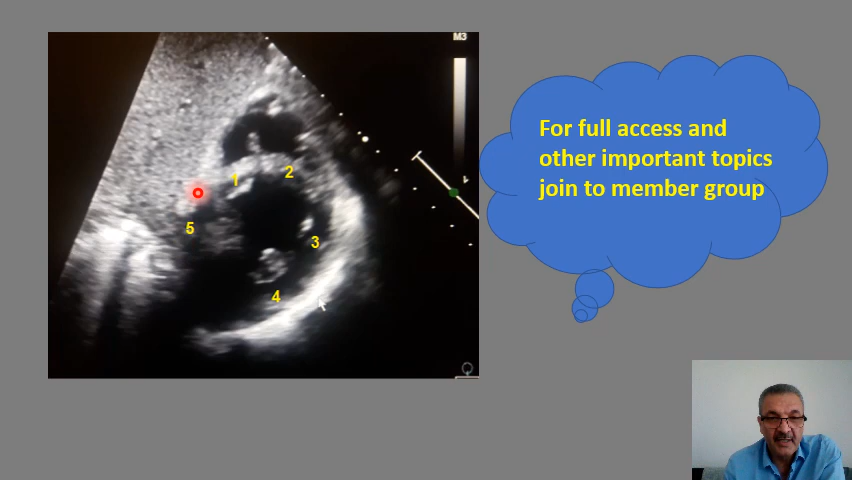 M3
1
2
3
4
5
For full access and
other important topics
join to member group